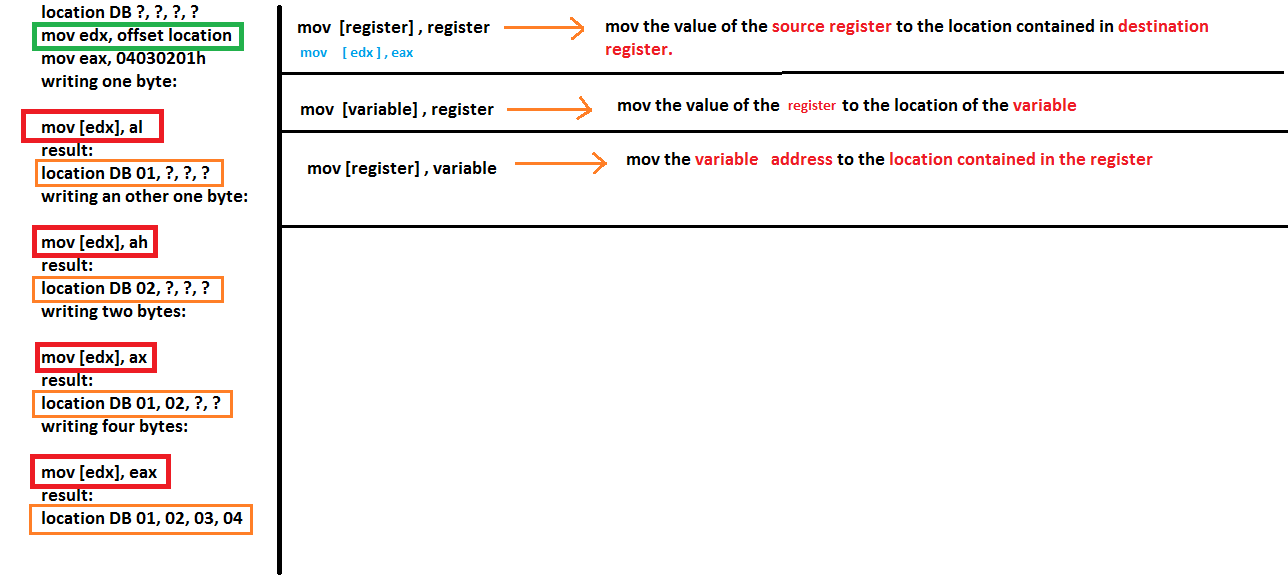 location DB ?, ?, ?, ?
mov edx, offset location
mov eax, 04030201h
writing one byte:
mov [edx], al
result:
location DB 01, ?, ?, ?
writing an other one byte:
mov [edx], ah
result:
location DB 02, ?, ?, ?
writing two bytes:
mov [edx], ax
result:
location DB 01, 02, ?, ?
writing four bytes:
mov [edx], eax
result:
location DB 01, 02, 03, 04
mov [register] , register
mov [ edx ] , eax
mov the value of the source register to the location contained in destination
register.
mov [variable] , register
mov the value of the register to the location of the variable
mov [register] , variable
mov the variable address to the location contained in the register